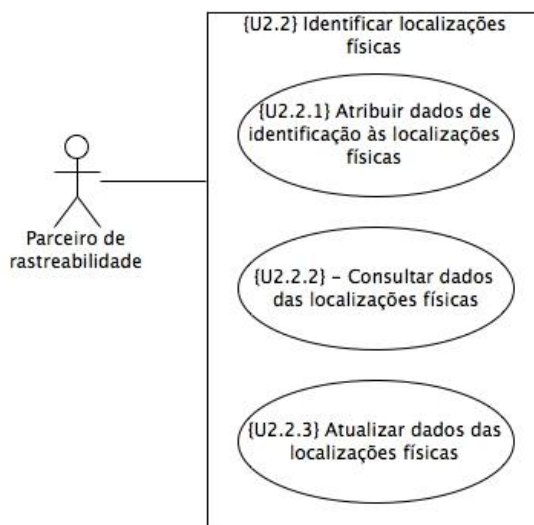 {U2.2} Identificar localizações
físicas
{U2.2.1} Atribuir dados de
identificação às localizações
físicas
Parceiro de
rastreabilidade
{U2.2.2} – Consultar dados
das localizações físicas
{U2.2.3} Atualizar dados das
localizações físicas